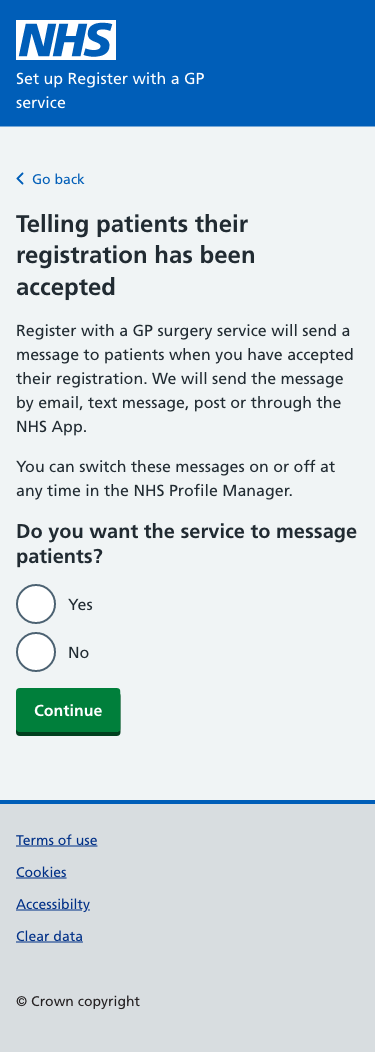 NHS
Set up Register with a GP
service
Go back
Telling patients their
registration has been
accepted
Register with a GP surgery service will send a
message to patients when you have accepted
their registration. We will send the message
by email, text message, post or through the
NHS App.
You can switch these messages on or off at
any time in the NHS Profile Manager.
Do you want the service to message
patients?
Yes
No
Continue
Terms of use
Cookies
Accessibilty
Clear data
© Crown copyright